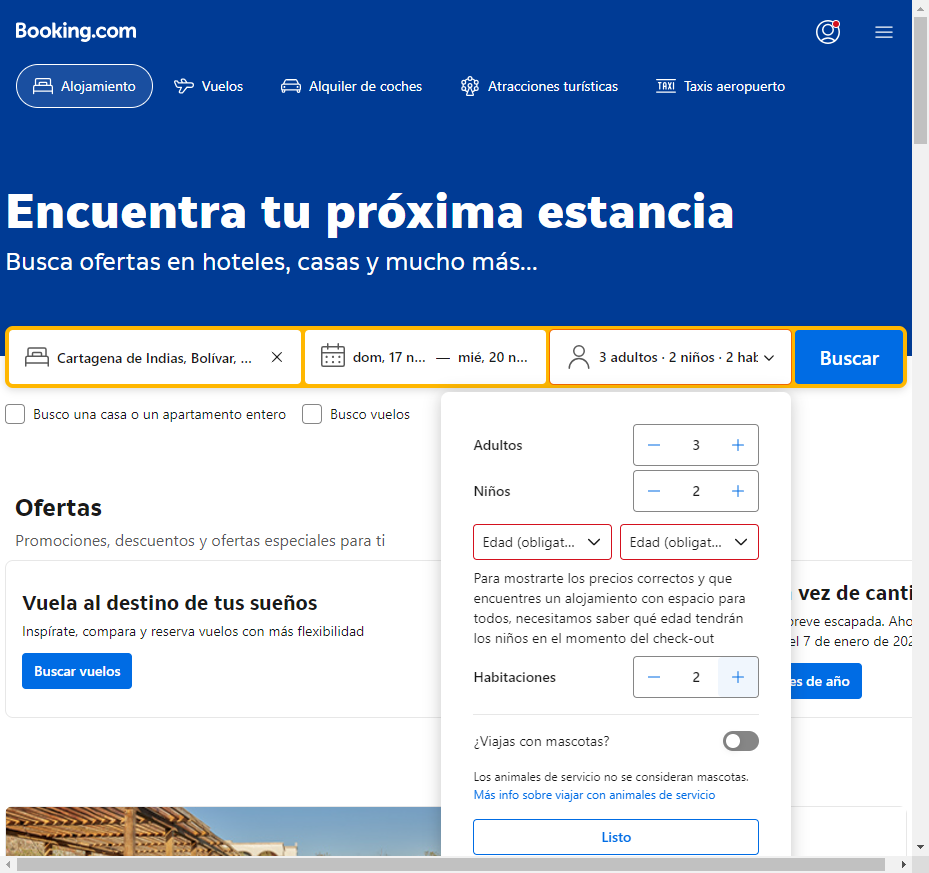 Booking.com
Alojamiento
Vuelos
Alquiler de coches
Atracciones turísticas
TAXI
Taxis aeropuerto
Encuentra tu próxima estancia
Busca ofertas en hoteles, casas y mucho más...
Cartagena de Indias, Bolívar, ...
dom, 17 n... — mié, 20 n...
3 adultos · 2 niños · 2 hab
Buscar
Busco una casa o un apartamento entero
Busco vuelos
Adultos
3
Niños
2
Edad (obligat...
Edad (obligat...
Para mostrarte los precios correctos y que
encuentres un alojamiento con espacio para
todos, necesitamos saber qué edad tendrán
los niños en el momento del check-out
Habitaciones
2
¿Viajas con mascotas?
Los animales de servicio no se consideran mascotas.
Más info sobre viajar con animales de servicio
Listo
Ofertas
Promociones, descuentos y ofertas especiales para ti
Vuela al destino de tus sueños
Inspírate, compara y reserva vuelos con más flexibilidad
Buscar vuelos
vez de canti
breve escapada. Aho
el 7 de enero de 202
es de año